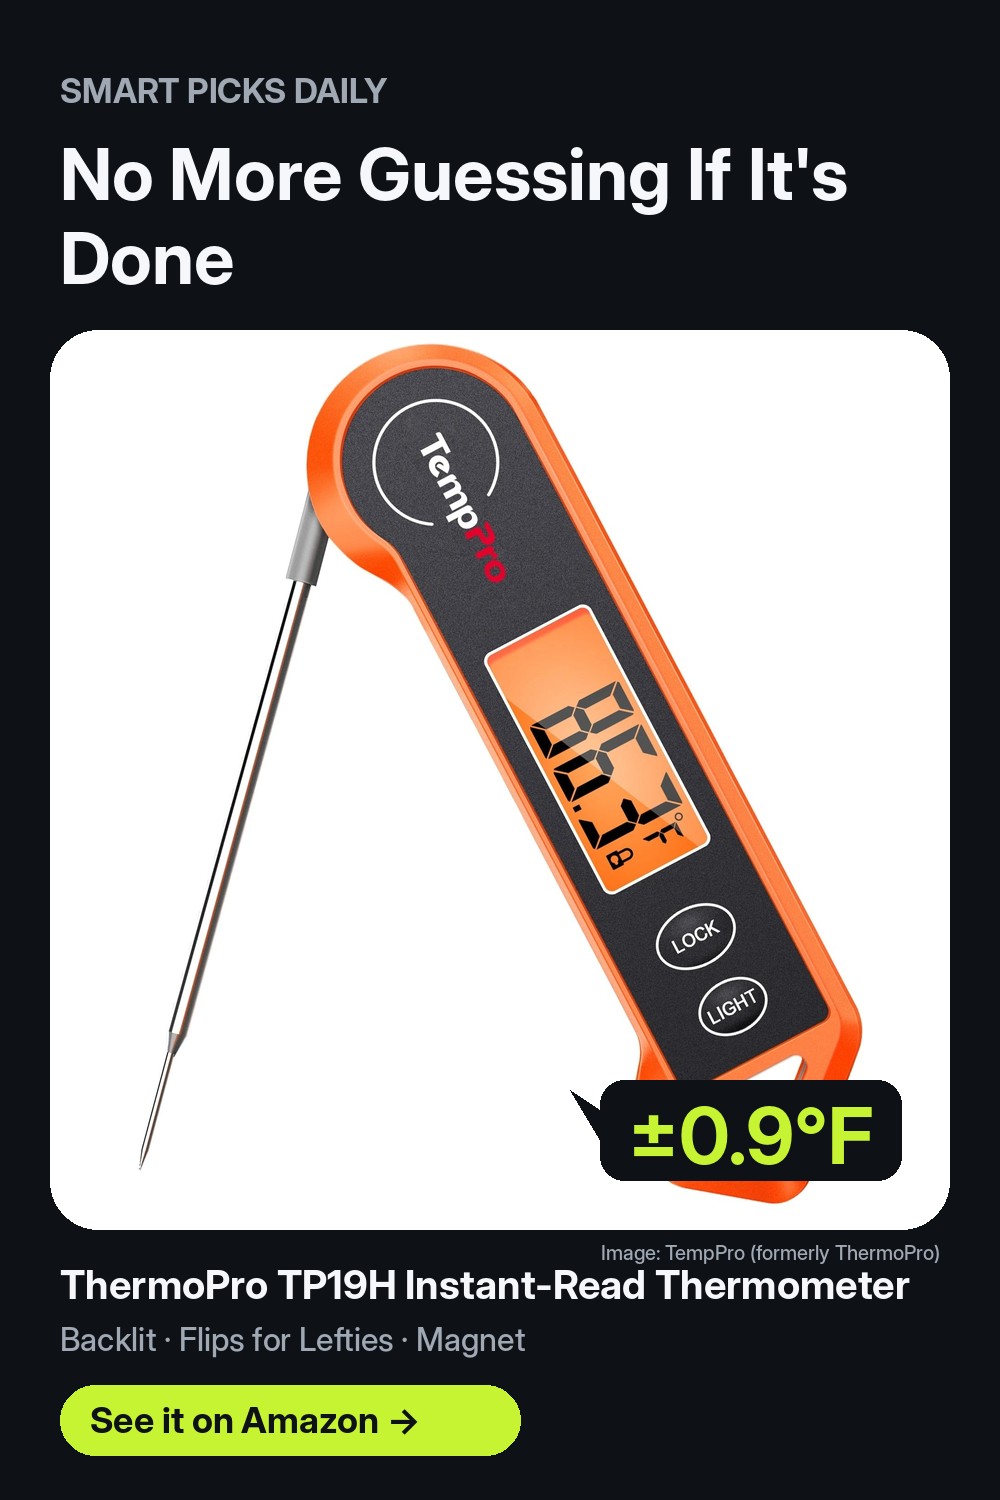 SMART PICKS DAILY
No More Guessing If It's
Done
TempPro
LOCK
LIGHT
±0.9°F
Image: TempPro (formerly ThermoPro)
ThermoPro TP19H Instant-Read Thermometer
Backlit · Flips for Lefties · Magnet
See it on Amazon →